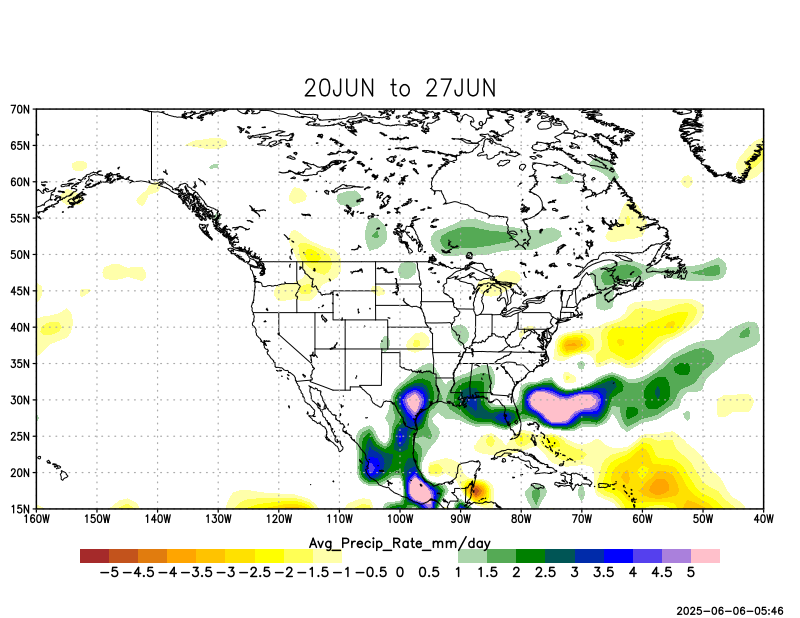 20JUN to 27JUN
70N
65N
60N
55N
50N
45N
40N
35N
30N
25N
20N
15N
160W 150W 140W 130W 120W 110W 100W 90W 80W 70W 60W 50W 40W
Avg_Precip_Rate_mm/day
-5 -4.5 -4 -3.5 -3 -2.5 -2 -1.5 -1 -0.5 0 0.5 1 1.5 2 2.5 3 3.5 4 4.5 5
2025-06-06-05:46